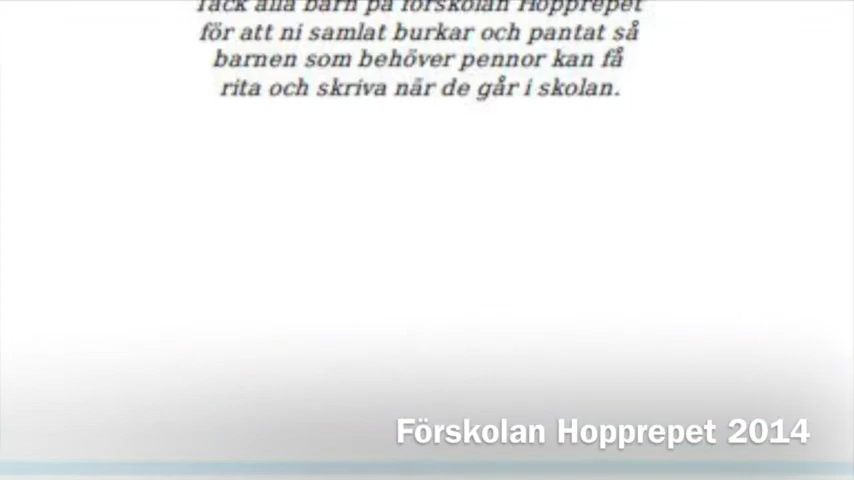 Tack alla barn på förskolan Hopprepet
för att ni samlat burkar och pantat så
barnen som behöver pennor kan få
rita och skriva när de går i skolan.
Förskolan Hopprepet 2014